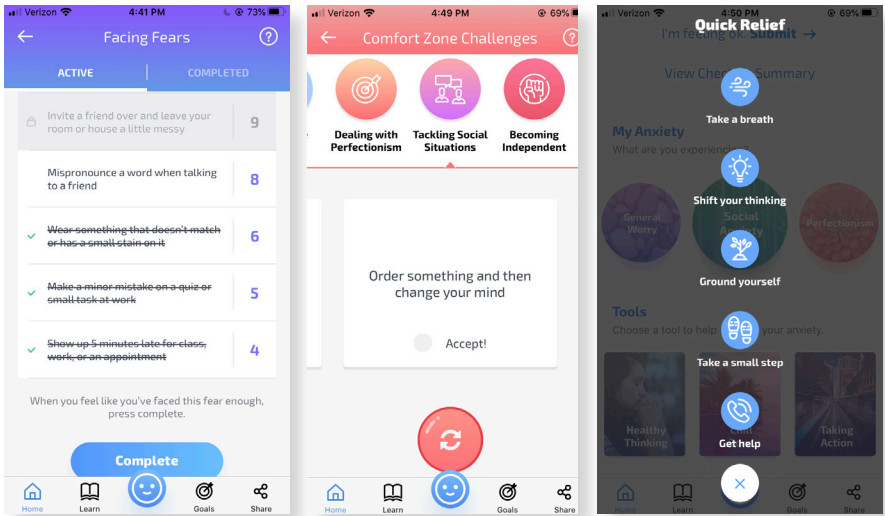 Verizon 4:41 PM 73%
Facing Fears
?
ACTIVE COMPLETED
Invite a friend over and leave your
room or house a little messy
9
Mispronounce a word when talking
to a friend
8
Wear something that doesn't match
or has a small stain on it
6
Make a minor mistake on a quiz or
small task at work
5
Show up 5 minutes late for class,
work, or an appointment
4
When you feel like you've faced this fear enough,
press complete.
Complete
Home Learn Goals Share
Verizon 4:49 PM 69%
Comfort Zone Challenges
?
Dealing with
Perfectionism
Tackling Social
Situations
Becoming
Independent
Order something and then
change your mind
Accept!
Home Learn Goals Share
Verizon 4:50 PM 69%
Quick Relief
I'm feeling ok. Submit →
View Summary
Take a breath
My Anxiety
What are you experiencing?
Shift your thinking
General
Worry
Social
Anxiety
Perfectionism
Ground yourself
Tools
Choose a tool to help your anxiety.
Take a small step
Healthy
Thinking
Taking
Action
Get help
Home Learn Goals Share